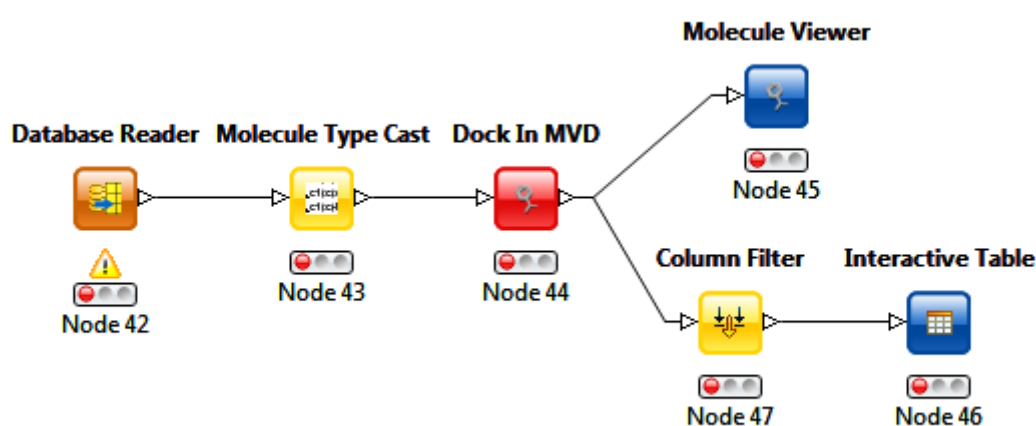 Molecule Viewer
Node 45
Database Reader
Node 42
Molecule Type Cast
Node 43
Dock In MVD
Node 44
Column Filter
Node 47
Interactive Table
Node 46